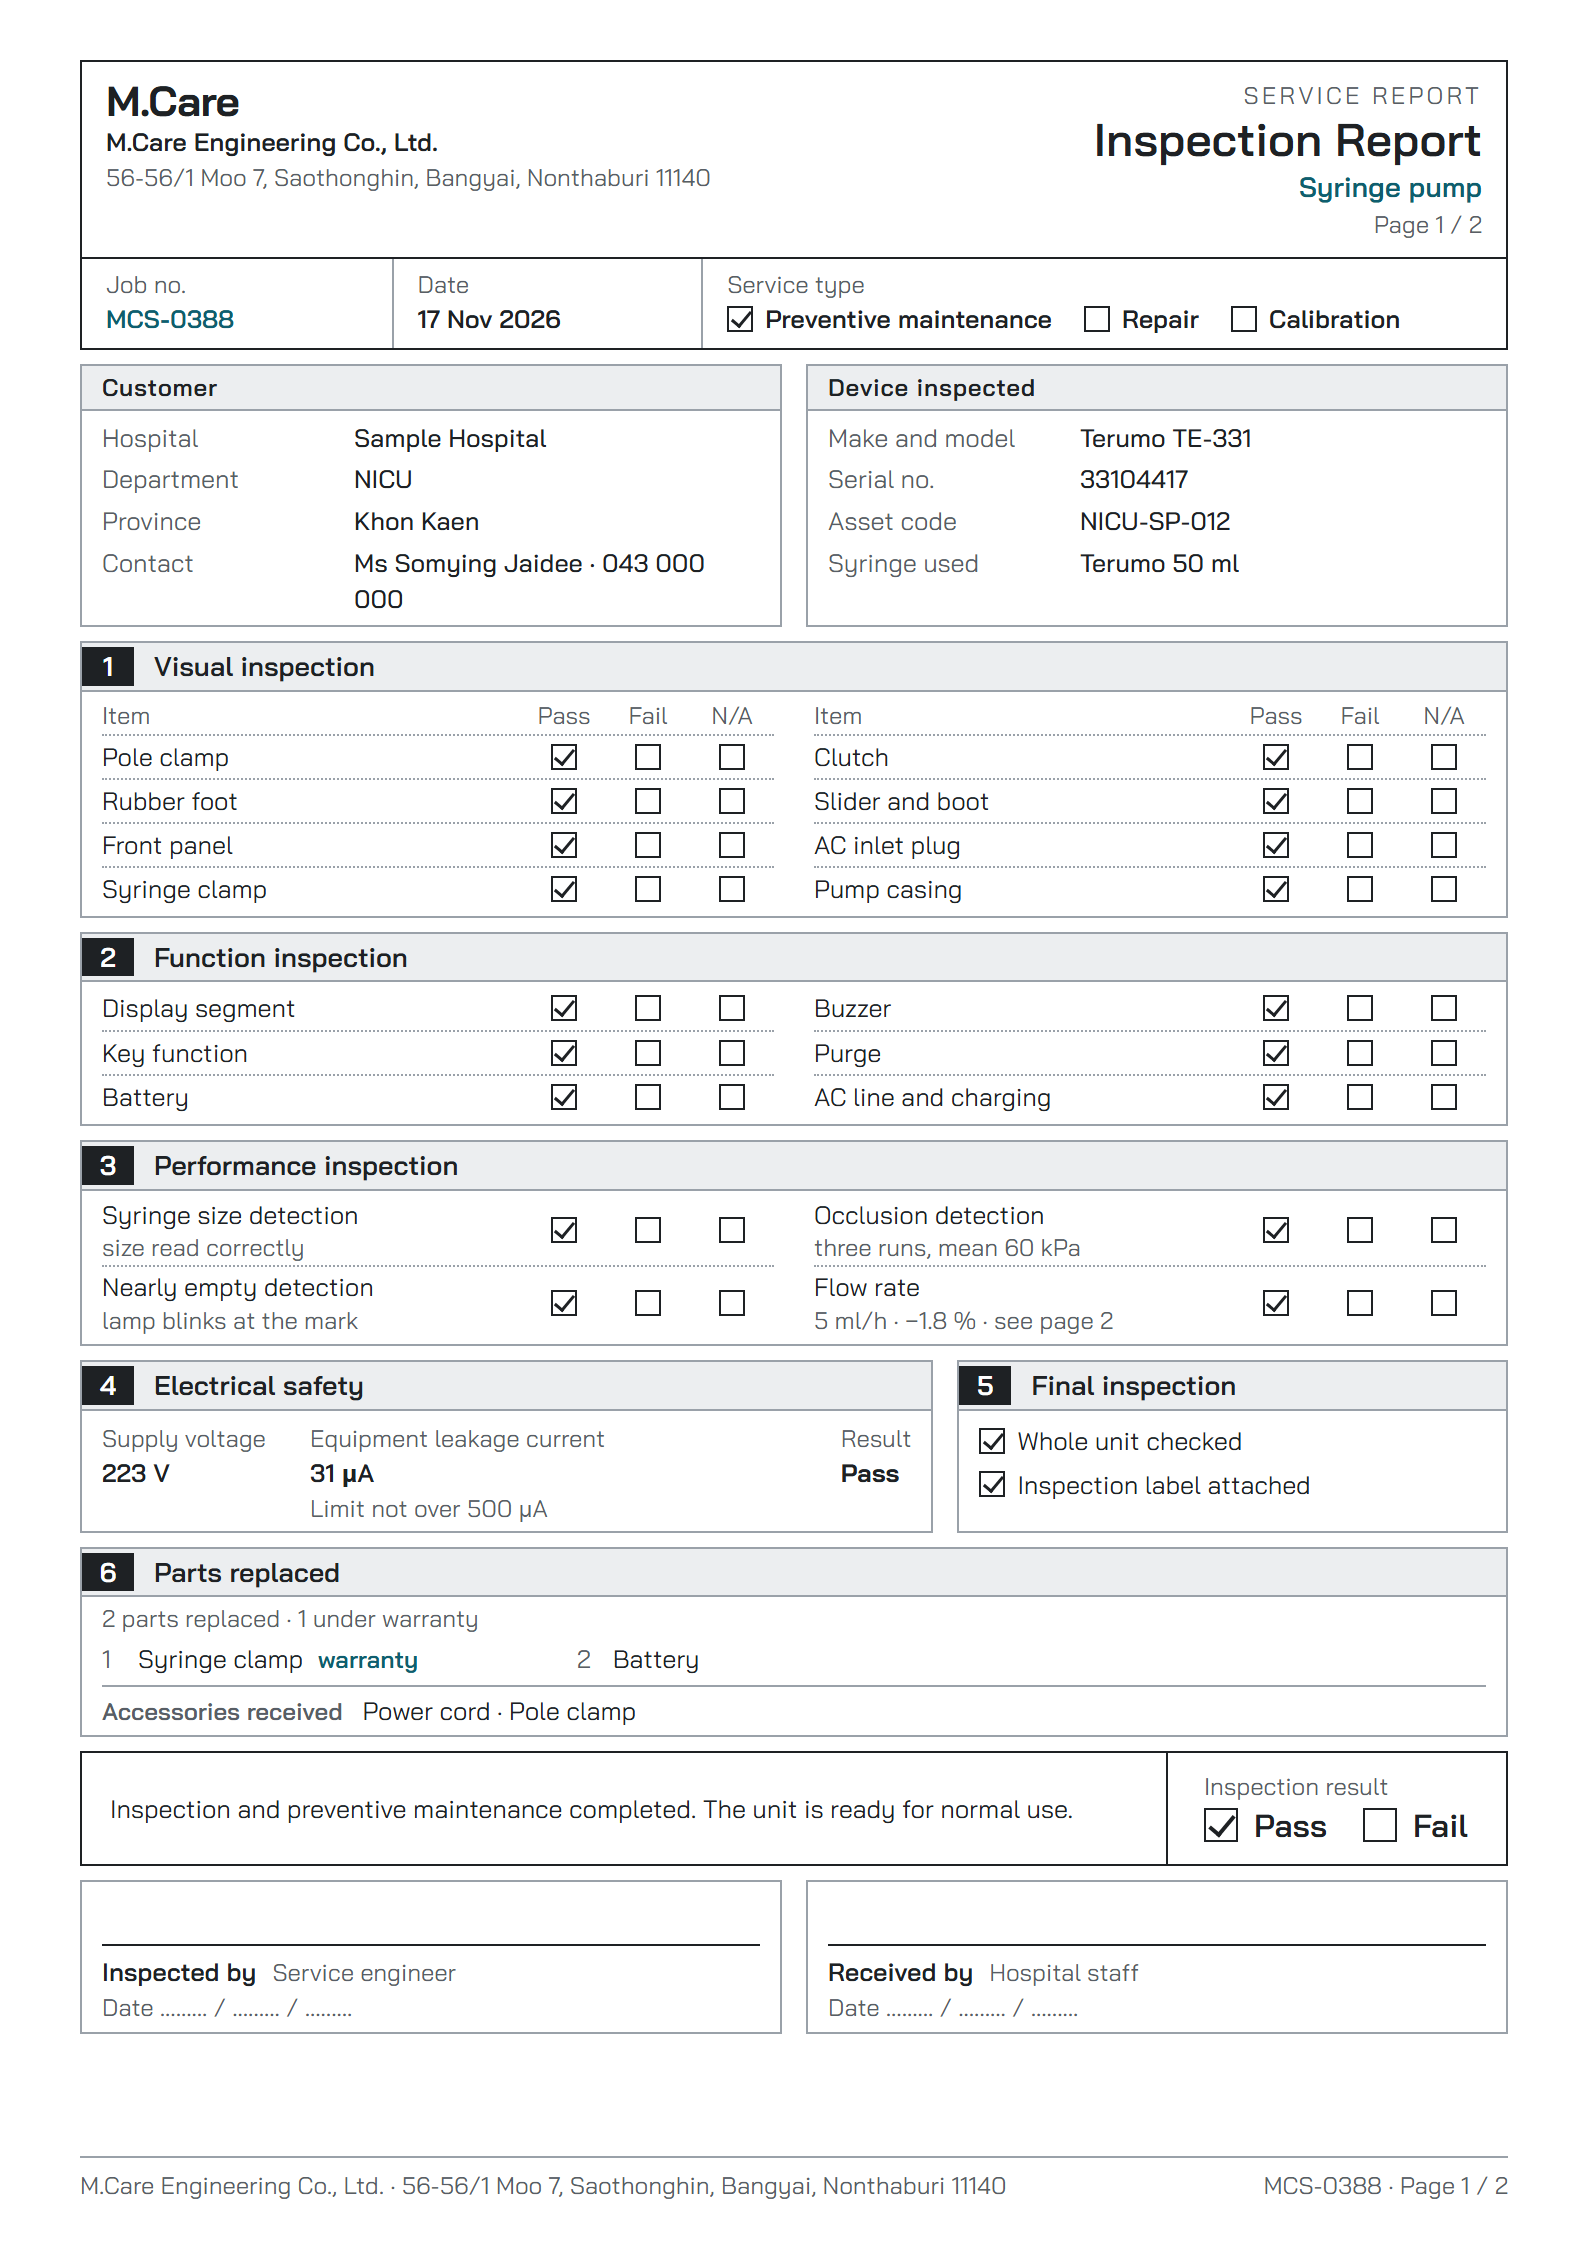 M.Care
M.Care Engineering Co., Ltd.
56-56/1 Moo 7, Saothonghin, Bangyai, Nonthaburi 11140
SERVICE REPORT
Inspection Report
Syringe pump
Page 1 / 2
Job no.
MCS-0388
Date
17 Nov 2026
Service type
Preventive maintenance Repair Calibration
Customer
Hospital Sample Hospital
Department NICU
Province Khon Kaen
Contact Ms Somying Jaidee · 043 000
000
Device inspected
Make and model Terumo TE-331
Serial no. 33104417
Asset code NICU-SP-012
Syringe used Terumo 50 ml
1 Visual inspection
Item Pass Fail N/A Item Pass Fail N/A
Pole clamp Clutch
Rubber foot Slider and boot
Front panel AC inlet plug
Syringe clamp Pump casing
2 Function inspection
Display segment Buzzer
Key function Purge
Battery AC line and charging
3 Performance inspection
Syringe size detection Occlusion detection
size read correctly three runs, mean 60 kPa
Nearly empty detection Flow rate
lamp blinks at the mark 5 ml/h · −1.8 % · see page 2
4 Electrical safety
Supply voltage Equipment leakage current Result
223 V 31 µA Pass
Limit not over 500 µA
5 Final inspection
Whole unit checked
Inspection label attached
6 Parts replaced
2 parts replaced · 1 under warranty
1 Syringe clamp warranty 2 Battery
Accessories received Power cord · Pole clamp
Inspection and preventive maintenance completed. The unit is ready for normal use.
Inspection result
Pass Fail
Inspected by Service engineer
Date ......... / ......... / .........
Received by Hospital staff
Date ......... / ......... / .........
M.Care Engineering Co., Ltd. · 56-56/1 Moo 7, Saothonghin, Bangyai, Nonthaburi 11140 MCS-0388 · Page 1 / 2